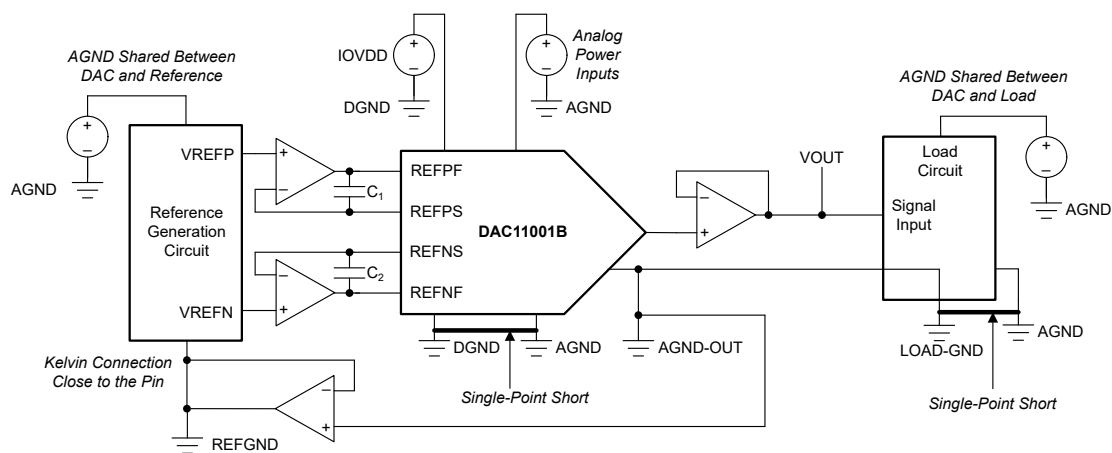 AGND Shared Between
DAC and Reference
IOVDD
DGND
Analog
Power
Inputs
AGND
AGND Shared Between
DAC and Load
AGND
VREFP
Reference
Generation
Circuit
VREFN
C1
C2
REFPF
REFPS
REFNS
REFNF
DAC11001B
VOUT
Load
Circuit
Signal
Input
AGND
DGND
AGND
AGND-OUT
LOAD-GND
AGND
Kelvin Connection
Close to the Pin
Single-Point Short
Single-Point Short
REFGND